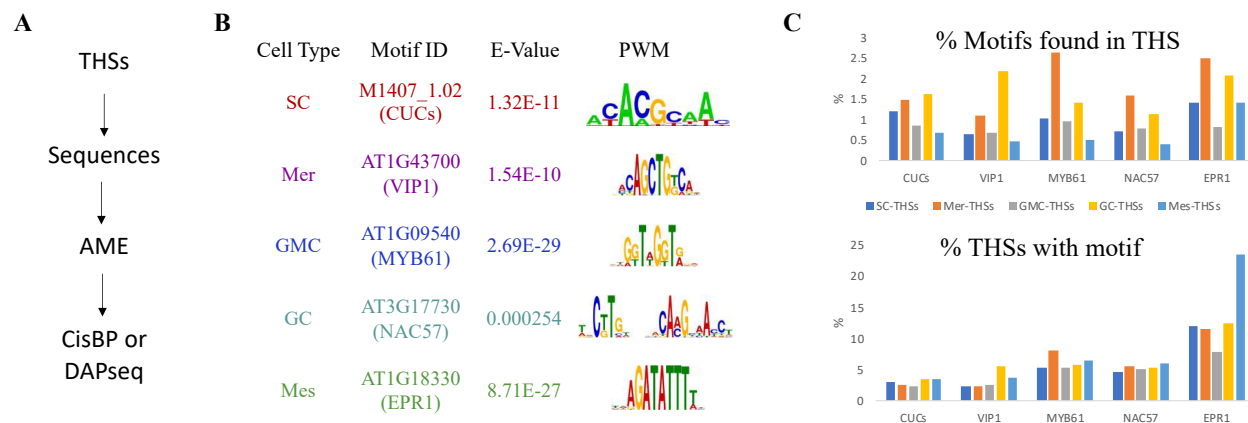 A
THSs
Sequences
AME
CisBP or
DAPseq
B
Cell Type Motif ID E-Value PWM
SC M1407_1.02 (CUCs) 1.32E-11
Mer AT1G43700 (VIP1) 1.54E-10
GMC AT1G09540 (MYB61) 2.69E-29
GC AT3G17730 (NAC57) 0.000254
Mes AT1G18330 (EPR1) 8.71E-27
C
% Motifs found in THS
3
2.5
2
1.5
1
0.5
0
%
CUCs VIP1 MYB61 NAC57 EPR1
SC-THSs Mer-THSs GMC-THSs GC-THSs Mes-THSs
% THSs with motif
25
20
15
10
5
0
%
CUCs VIP1 MYB61 NAC57 EPR1